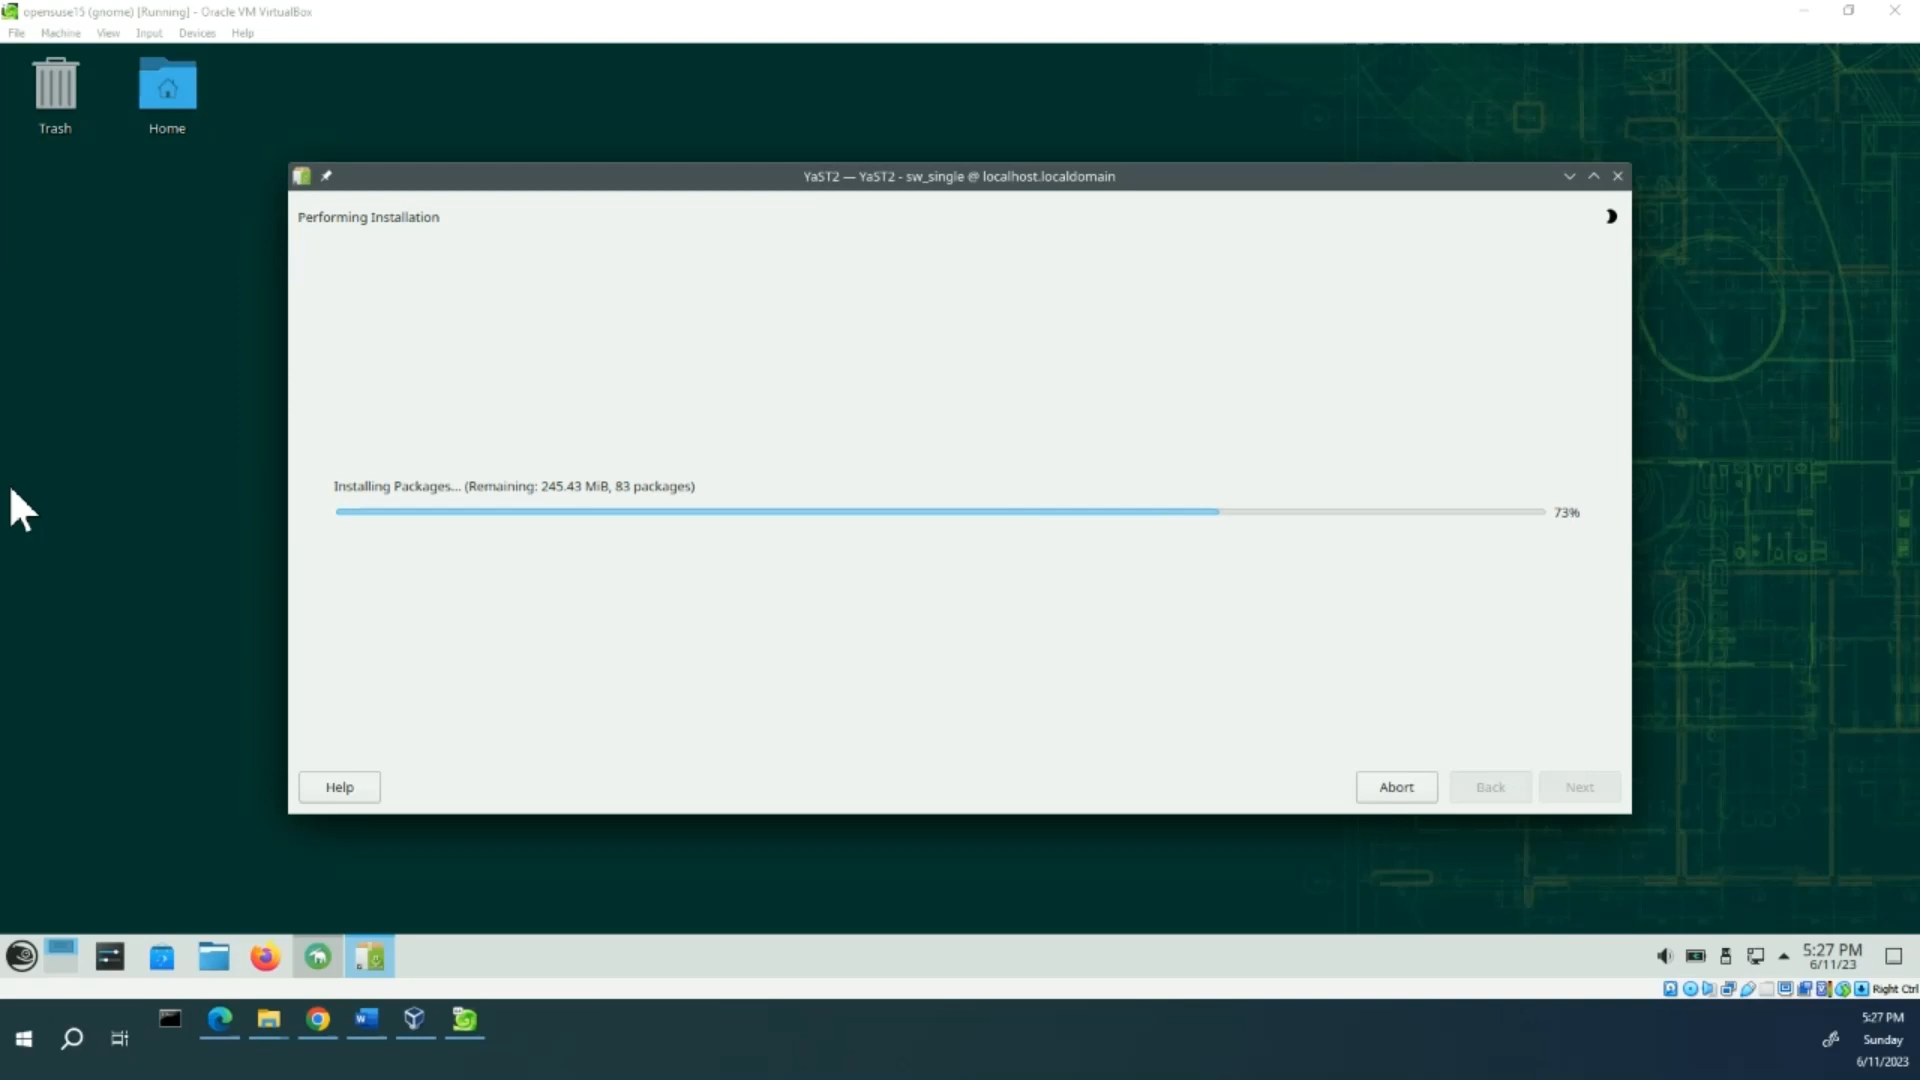 opensuse15 (gnome) [Running] - Oracle VM VirtualBox
File Machine View Input Devices Help
Trash
Home
YaST2 — YaST2 - sw_single @ localhost.localdomain
Performing Installation
Installing Packages... (Remaining: 245.43 MiB, 83 packages)
73%
Help
Abort
Back
Next
5:27 PM
6/11/23
Right Ctrl
5:27 PM
Sunday
6/11/2023